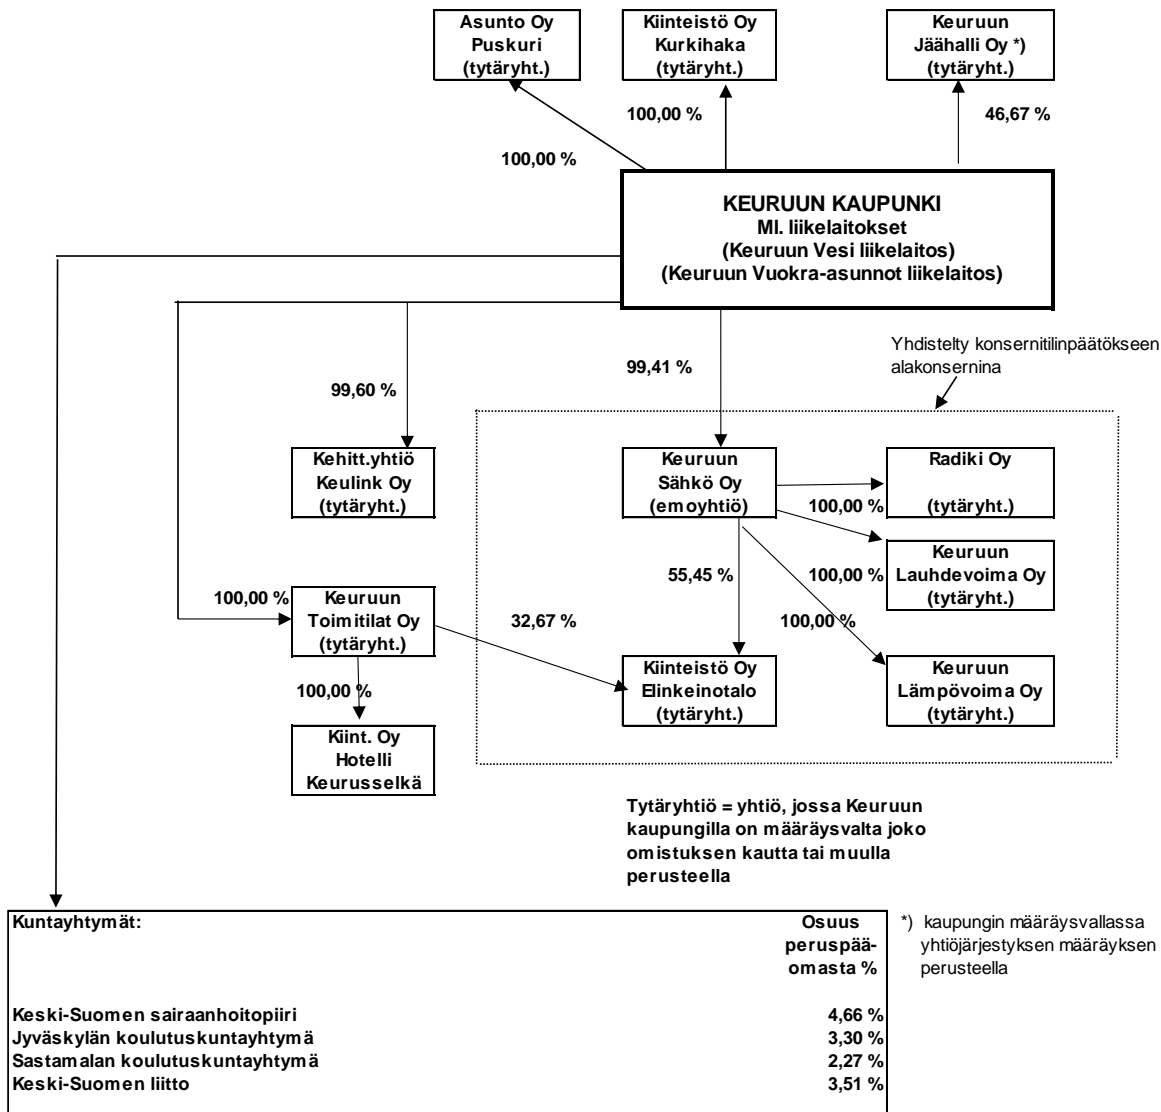 Asunto Oy
Puskuri
(tytäryht.)
Kiinteistö Oy
Kurkihaka
(tytäryht.)
Keuruun
Jäähalli Oy *)
(tytäryht.)
100,00 %
100,00 %
46,67 %
KEURUUN KAUPUNKI
Ml. liikelaitokset
(Keuruun Vesi liikelaitos)
(Keuruun Vuokra-asunnot liikelaitos)
99,60 %
99,41 %
Yhdistelty konsernitilinpäätökseen
alakonsernina
Kehitt.yhtiö
Keulink Oy
(tytäryht.)
Keuruun
Sähkö Oy
(emoyhtiö)
Radiki Oy
(tytäryht.)
100,00 %
Keuruun
Lauhdevoima Oy
(tytäryht.)
55,45 %
100,00 %
100,00 %
Keuruun
Toimitilat Oy
(tytäryht.)
32,67 %
100,00 %
Kiinteistö Oy
Elinkeinotalo
(tytäryht.)
Keuruun
Lämpövoima Oy
(tytäryht.)
100,00 %
Kiint. Oy
Hotelli
Keurusselkä
Tytäryhtiö = yhtiö, jossa Keuruun
kaupungilla on määräysvalta joko
omistuksen kautta tai muulla
perusteella
Kuntayhtymät:
Osuus
peruspää-
omasta %
*) kaupungin määräysvallassa
yhtiöjärjestyksen määräyksen
perusteella
Keski-Suomen sairaanhoitopiiri 4,66 %
Jyväskylän koulutuskuntayhtymä 3,30 %
Sastamalan koulutuskuntayhtymä 2,27 %
Keski-Suomen liitto 3,51 %